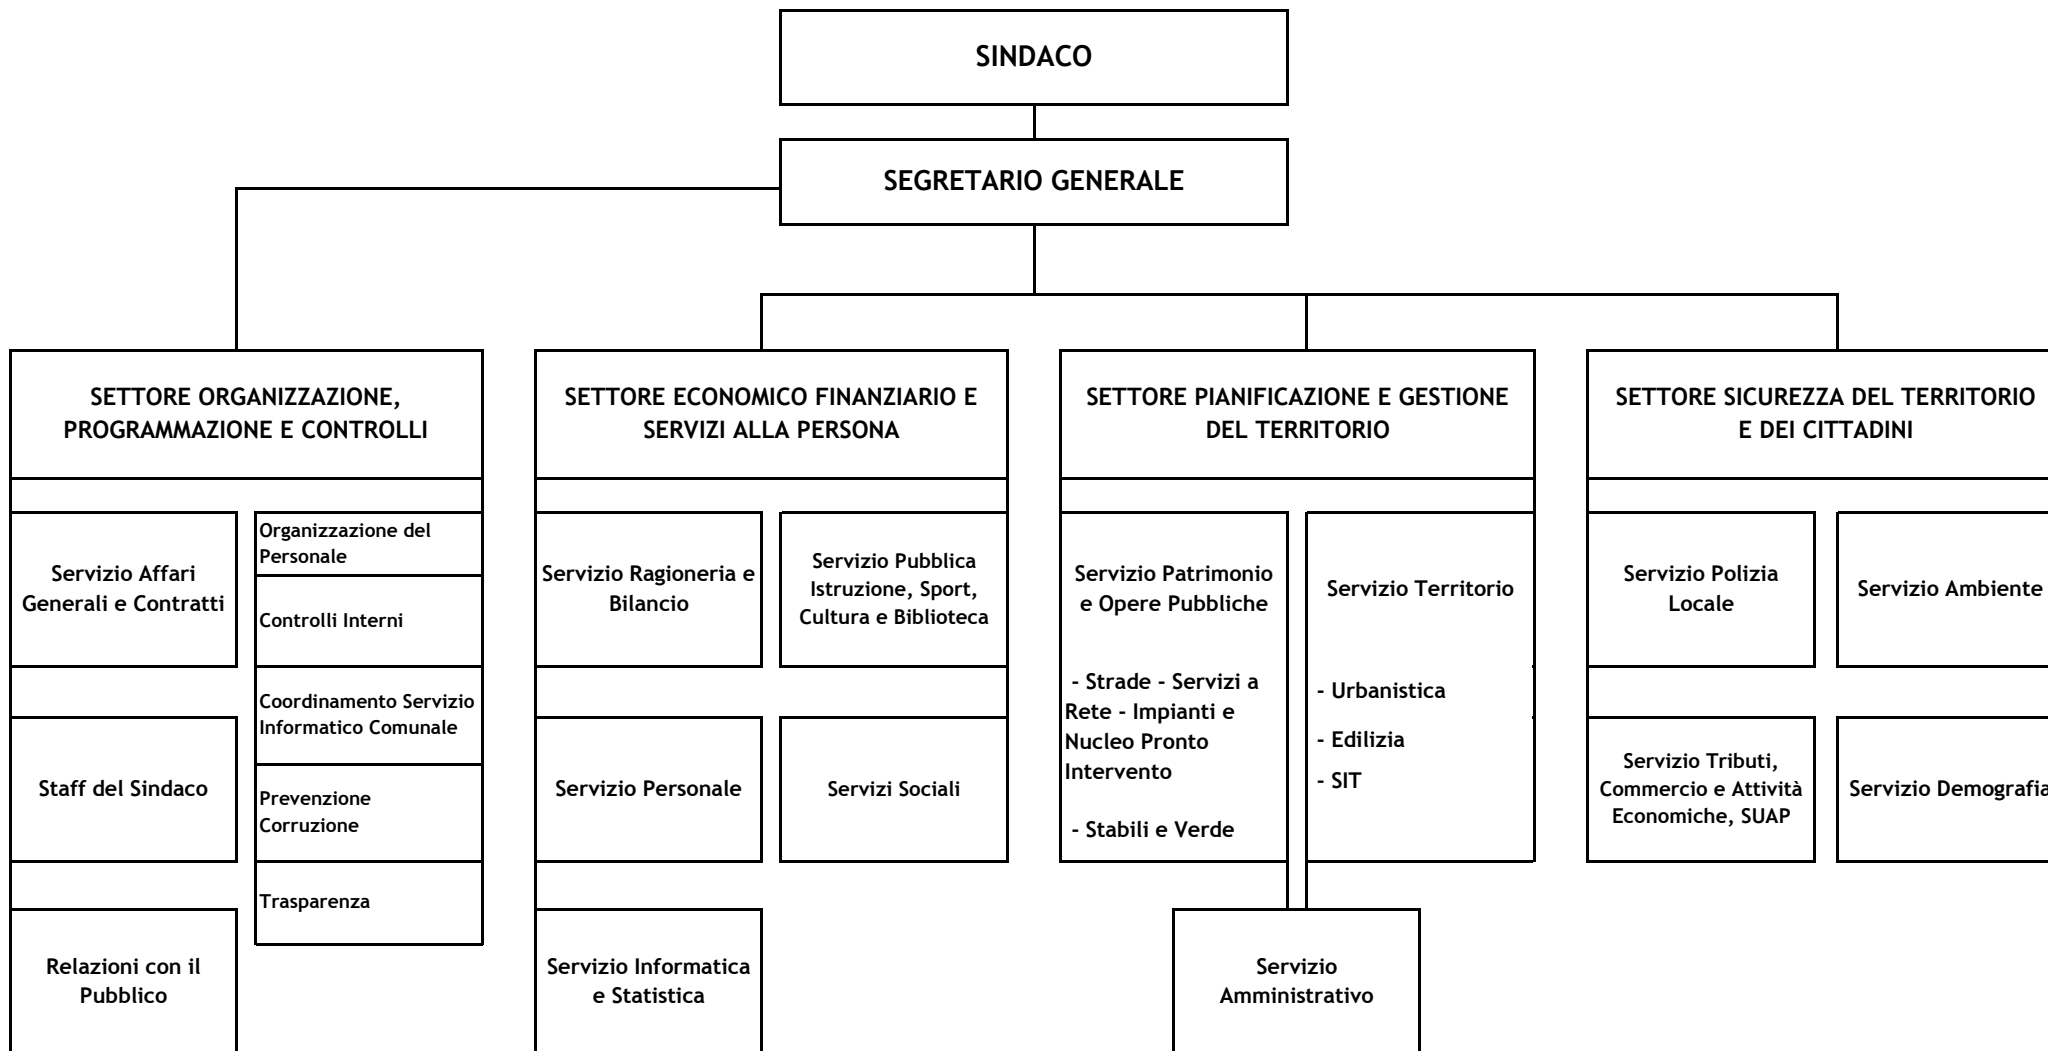 SINDACO
SEGRETARIO GENERALE
SETTORE ORGANIZZAZIONE,
PROGRAMMAZIONE E CONTROLLI
Servizio Affari
Generali e Contratti
Staff del Sindaco
Relazioni con il
Pubblico
Organizzazione del
Personale
Controlli Interni
Coordinamento Servizio
Informatico Comunale
Prevenzione
Corruzione
Trasparenza
SETTORE ECONOMICO FINANZIARIO E
SERVIZI ALLA PERSONA
Servizio Ragioneria e
Bilancio
Servizio Pubblica
Istruzione, Sport,
Cultura e Biblioteca
Servizio Personale
Servizi Sociali
Servizio Informatica
e Statistica
SETTORE PIANIFICAZIONE E GESTIONE
DEL TERRITORIO
Servizio Patrimonio
e Opere Pubbliche
- Strade - Servizi a
Rete - Impianti e
Nucleo Pronto
Intervento
- Stabili e Verde
Servizio Territorio
- Urbanistica
- Edilizia
- SIT
Servizio
Amministrativo
SETTORE SICUREZZA DEL TERRITORIO
E DEI CITTADINI
Servizio Polizia
Locale
Servizio Ambiente
Servizio Tributi,
Commercio e Attività
Economiche, SUAP
Servizio Demografia